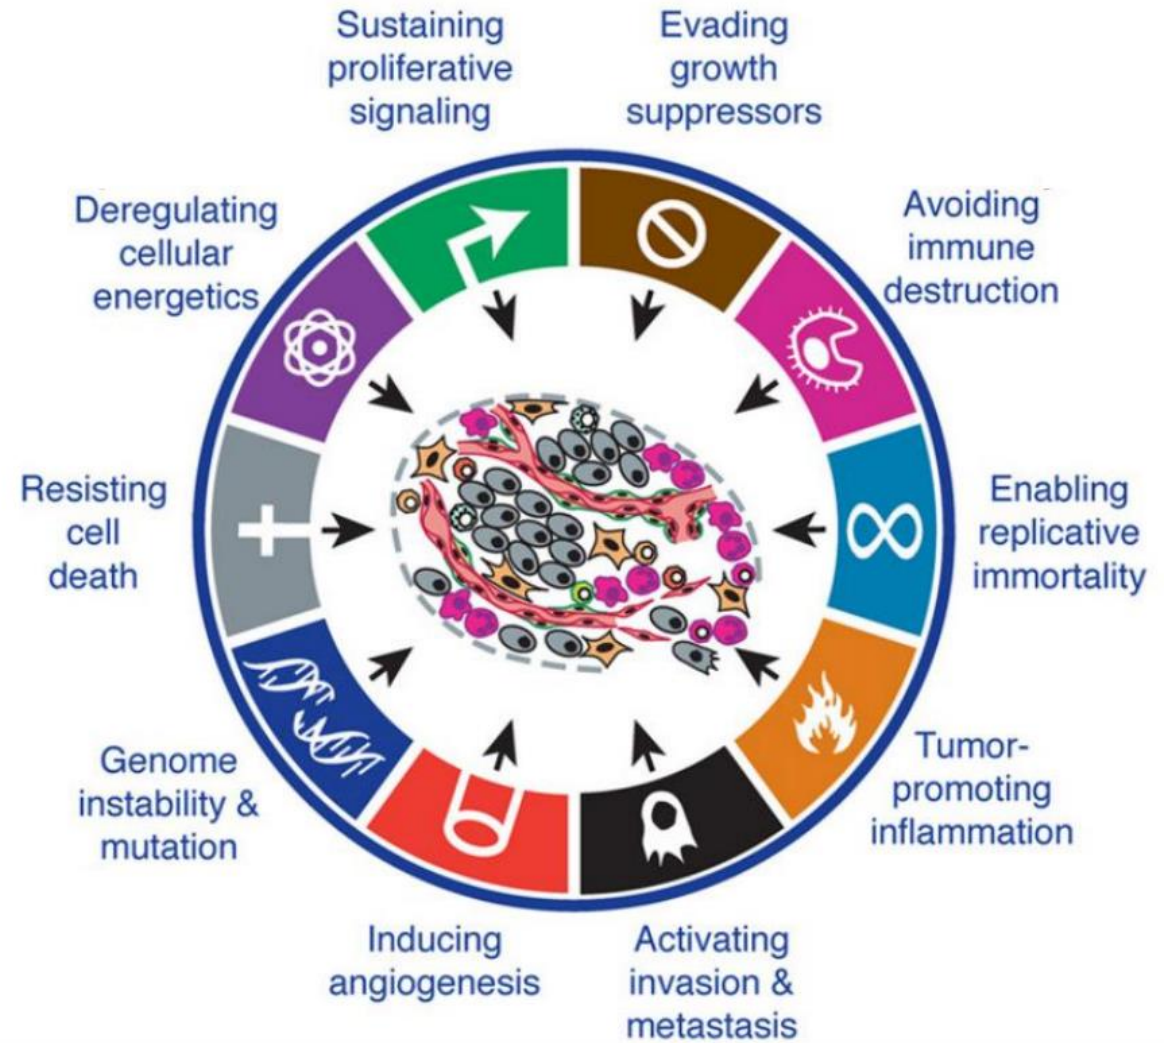 Sustaining
proliferative
signaling
Evading
growth
suppressors
Avoiding
immune
destruction
Enabling
replicative
immortality
Tumor-
promoting
inflammation
Activating
invasion &
metastasis
Inducing
angiogenesis
Genome
instability &
mutation
Resisting
cell
death
Deregulating
cellular
energetics